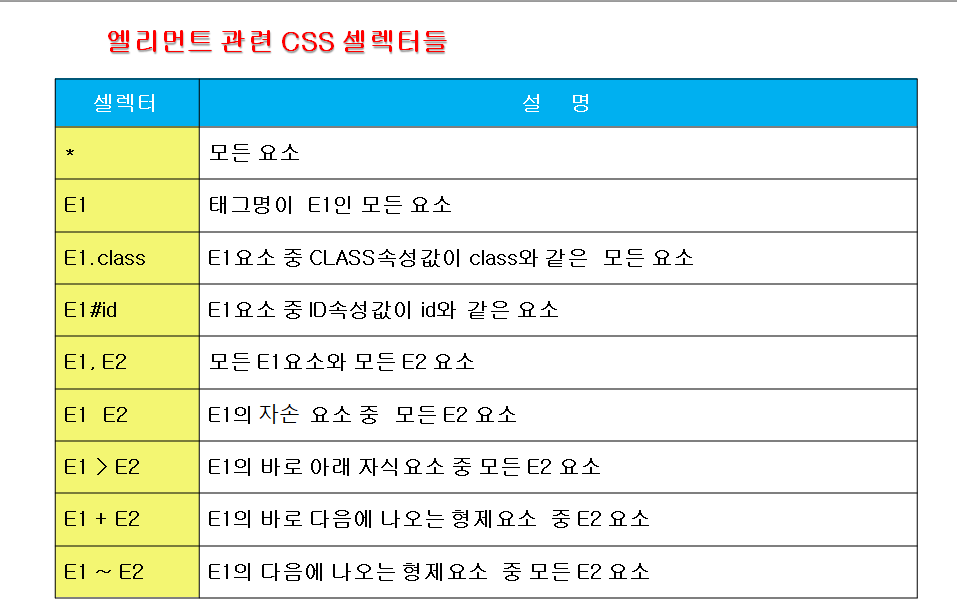 엘리먼트 관련 CSS 셀렉터들
셀렉터 설 명
* 모든 요소
E1 태그명이 E1인 모든 요소
E1.class E1요소 중 CLASS속성값이 class와 같은 모든 요소
E1#id E1요소 중 ID속성값이 id와 같은 요소
E1, E2 모든 E1요소와 모든 E2 요소
E1 E2 E1의 자손 요소 중 모든 E2 요소
E1 > E2 E1의 바로 아래 자식요소 중 모든 E2 요소
E1 + E2 E1의 바로 다음에 나오는 형제요소 중 E2 요소
E1 ~ E2 E1의 다음에 나오는 형제요소 중 모든 E2 요소